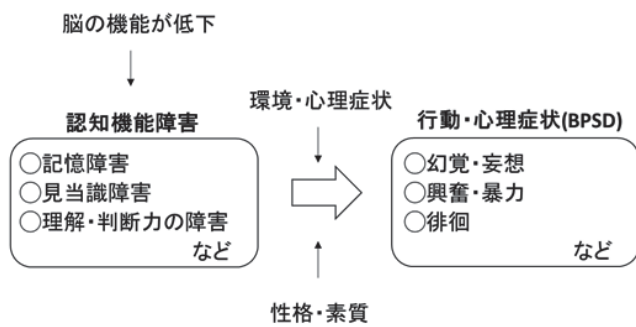 脳の機能が低下
環境・心理症状
認知機能障害
○記憶障害
○見当識障害
○理解・判断力の障害
など
行動・心理症状(BPSD)
○幻覚・妄想
○興奮・暴力
○徘徊
など
性格・素質